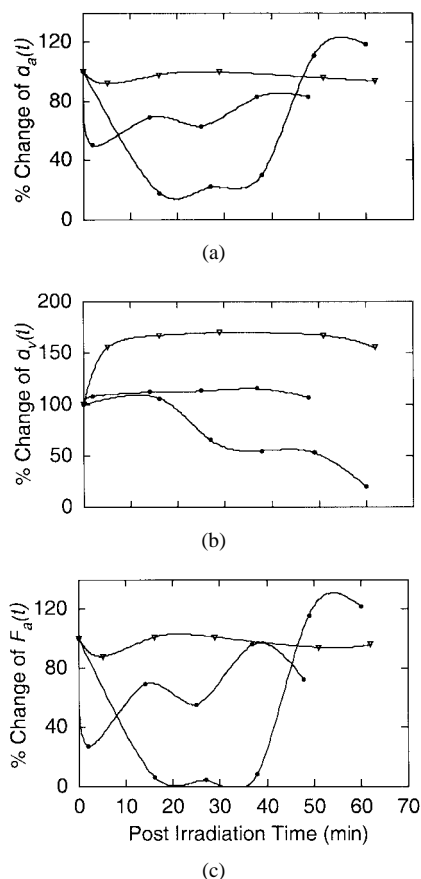 % Change of a_a(t)
120
80
40
0
(a)
% Change of a_v(t)
200
150
100
50
0
(b)
% Change of F_a(t)
120
80
40
0
0 10 20 30 40 50 60 70
Post Irradiation Time (min)
(c)